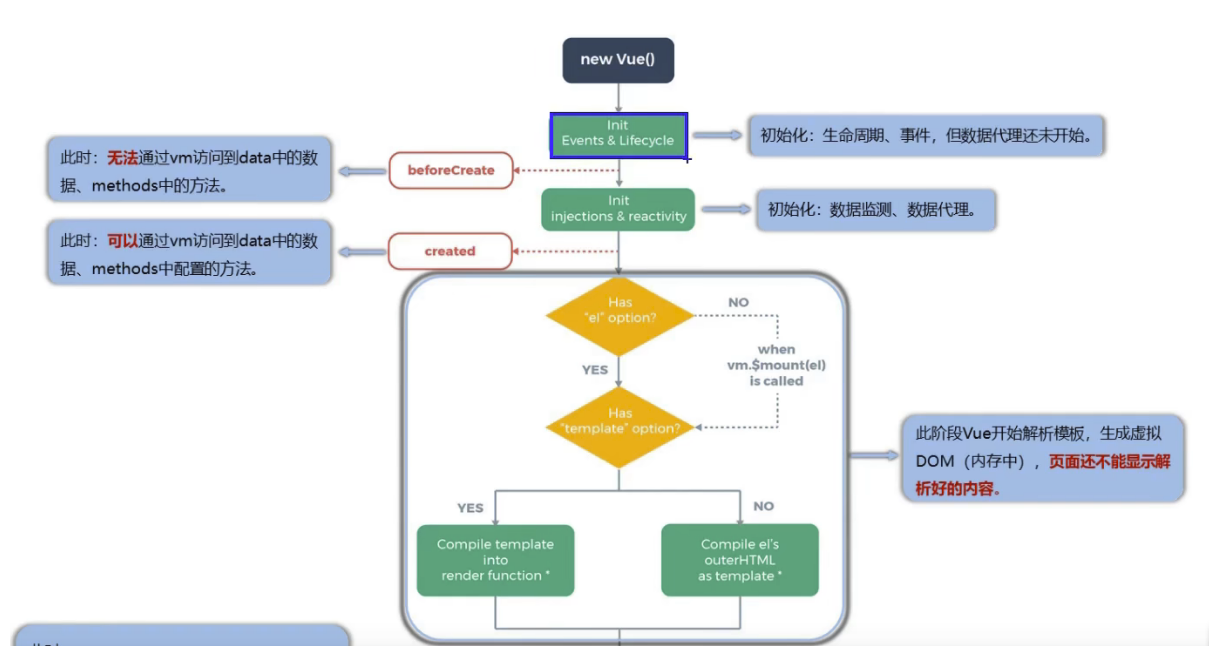 new Vue()
Init
Events & Lifecycle
初始化：生命周期、事件，但数据代理还未开始。
此时：无法通过vm访问到data中的数
据、methods中的方法。
beforeCreate
Init
injections & reactivity
初始化：数据监测、数据代理。
此时：可以通过vm访问到data中的数
据、methods中配置的方法。
created
Has
"el" option?
NO
when
vm.$mount(el)
is called
YES
Has
"template" option?
此阶段Vue开始解析模板，生成虚拟
DOM（内存中），页面还不能显示解
析好的内容。
YES
NO
Compile template
into
render function *
Compile el's
outerHTML
as template *